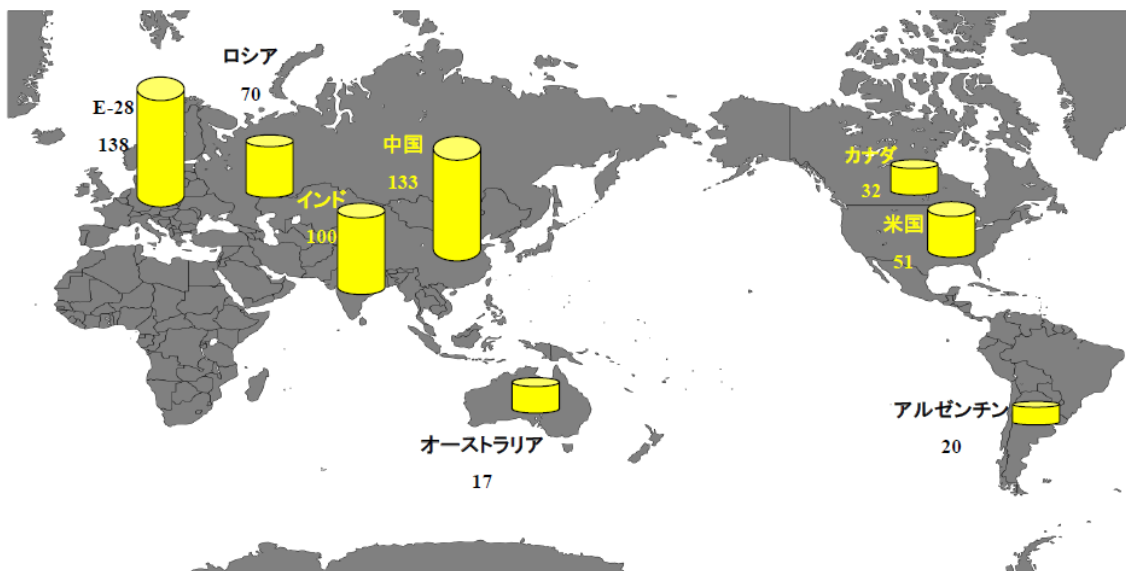 ロシア
70
E-28
138
中国
133
インド
100
カナダ
32
米国
51
オーストラリア
17
アルゼンチン
20